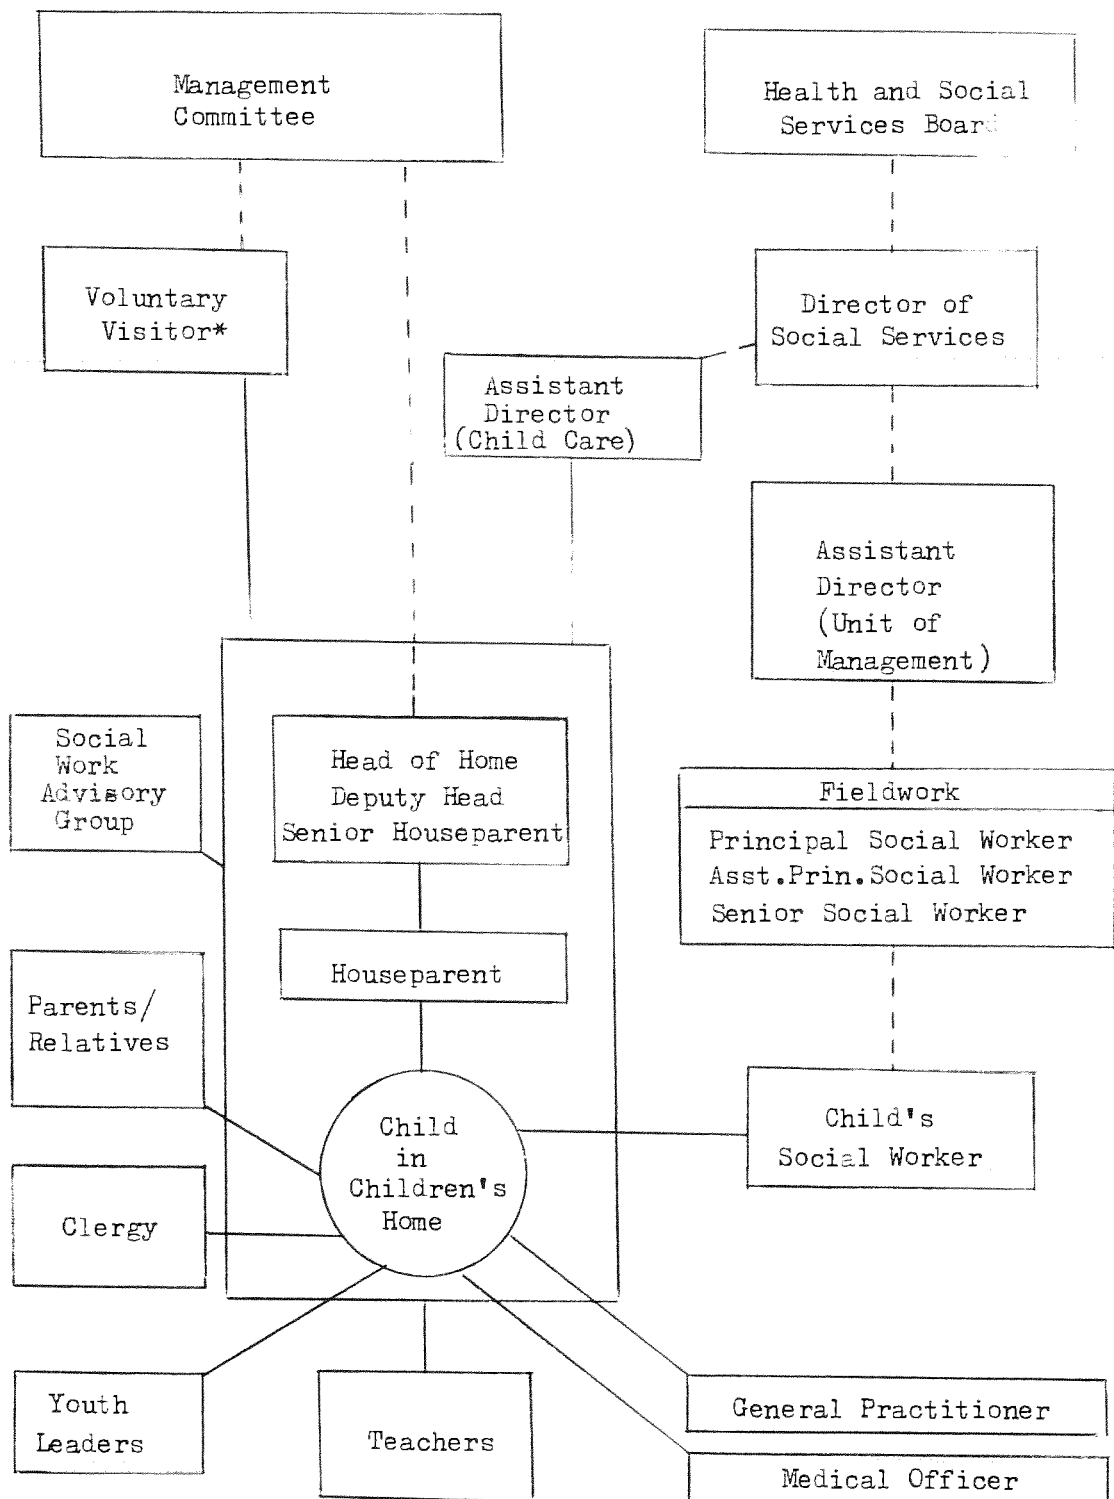 Management
Committee
Health and Social
Services Board
Voluntary
Visitor*
Director of
Social Services
Assistant
Director
(Child Care)
Assistant
Director
(Unit of
Management)
Social
Work
Advisory
Group
Head of Home
Deputy Head
Senior Houseparent
Fieldwork
Principal Social Worker
Asst.Prin.Social Worker
Senior Social Worker
Houseparent
Parents/
Relatives
Child
in
Children's
Home
Child's
Social Worker
Clergy
Youth
Leaders
Teachers
General Practitioner
Medical Officer